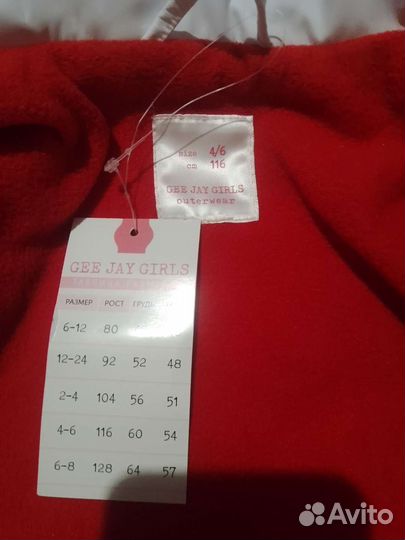 size 4/6
cm 116
GEE JAY GIRLS
outerwear
GEE JAY GIRLS
РАЗМЕР РОСТ ГРУДЬ
6-12 80
12-24 92 52 48
2-4 104 56 51
4-6 116 60 54
6-8 128 64 57
Avito